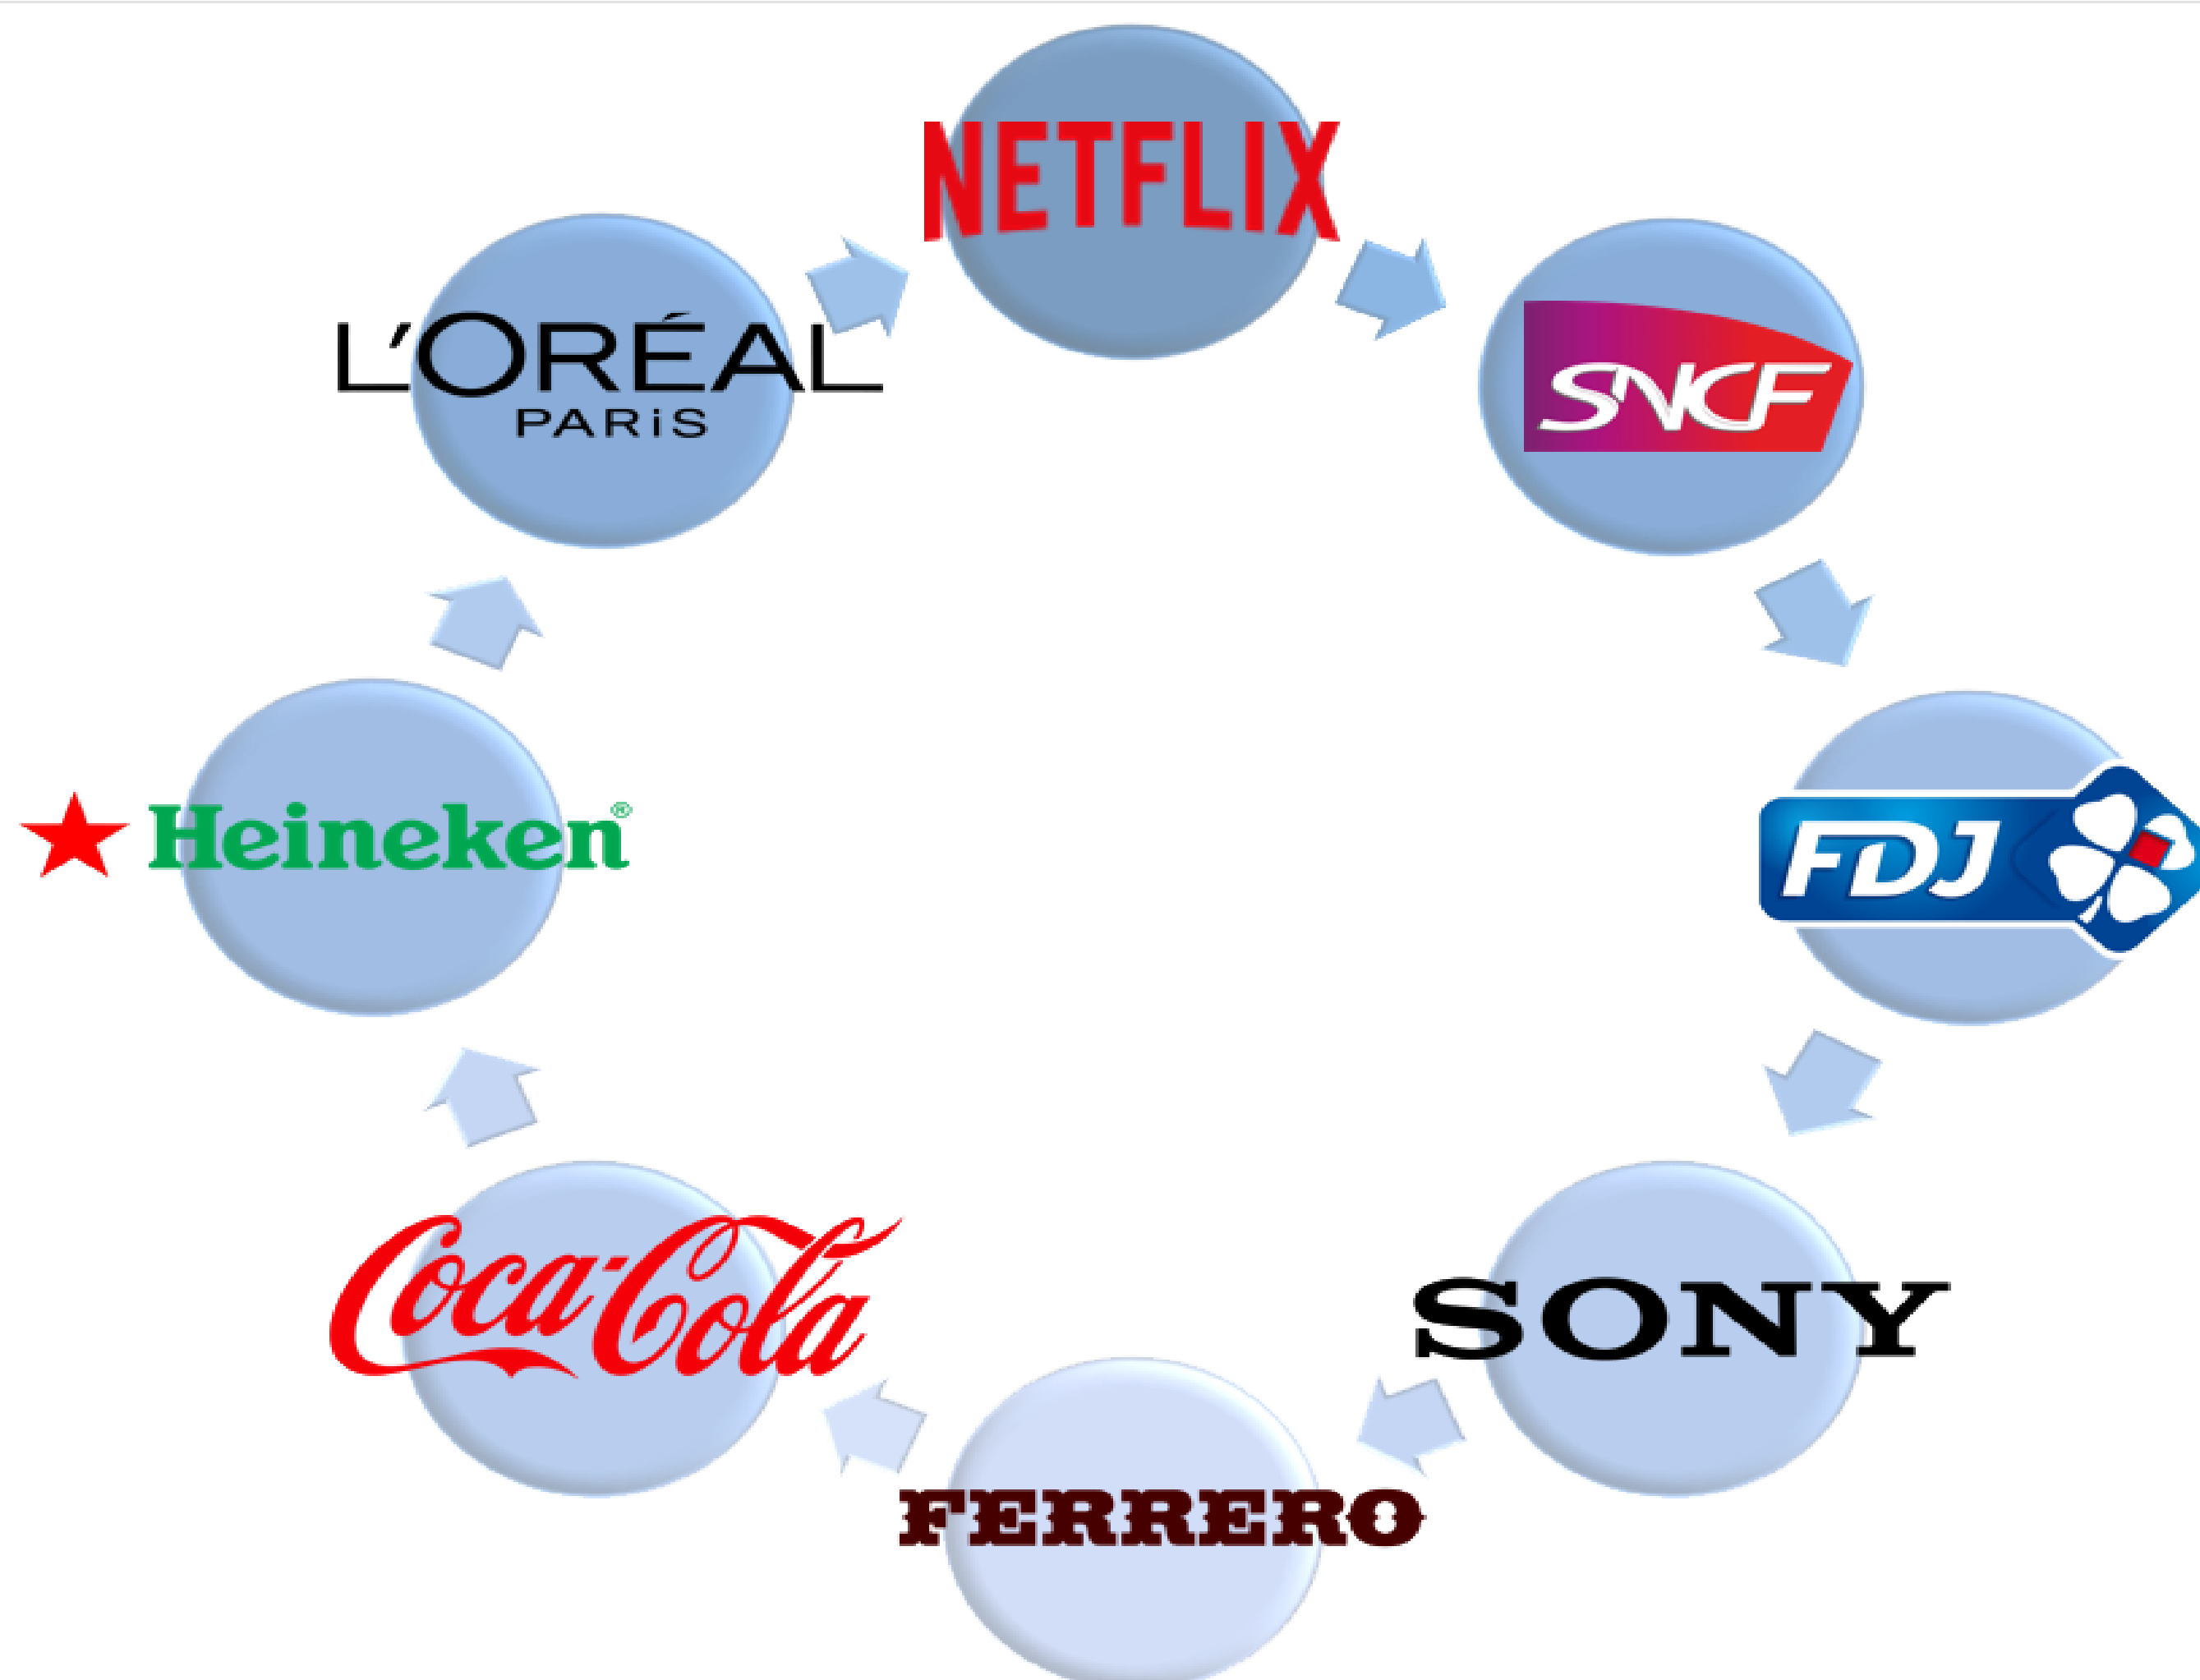 NETFLIX
SNCF
FDJ
SONY
FERRERO
Coca-Cola
Heineken®
L'ORÉAL
PARiS